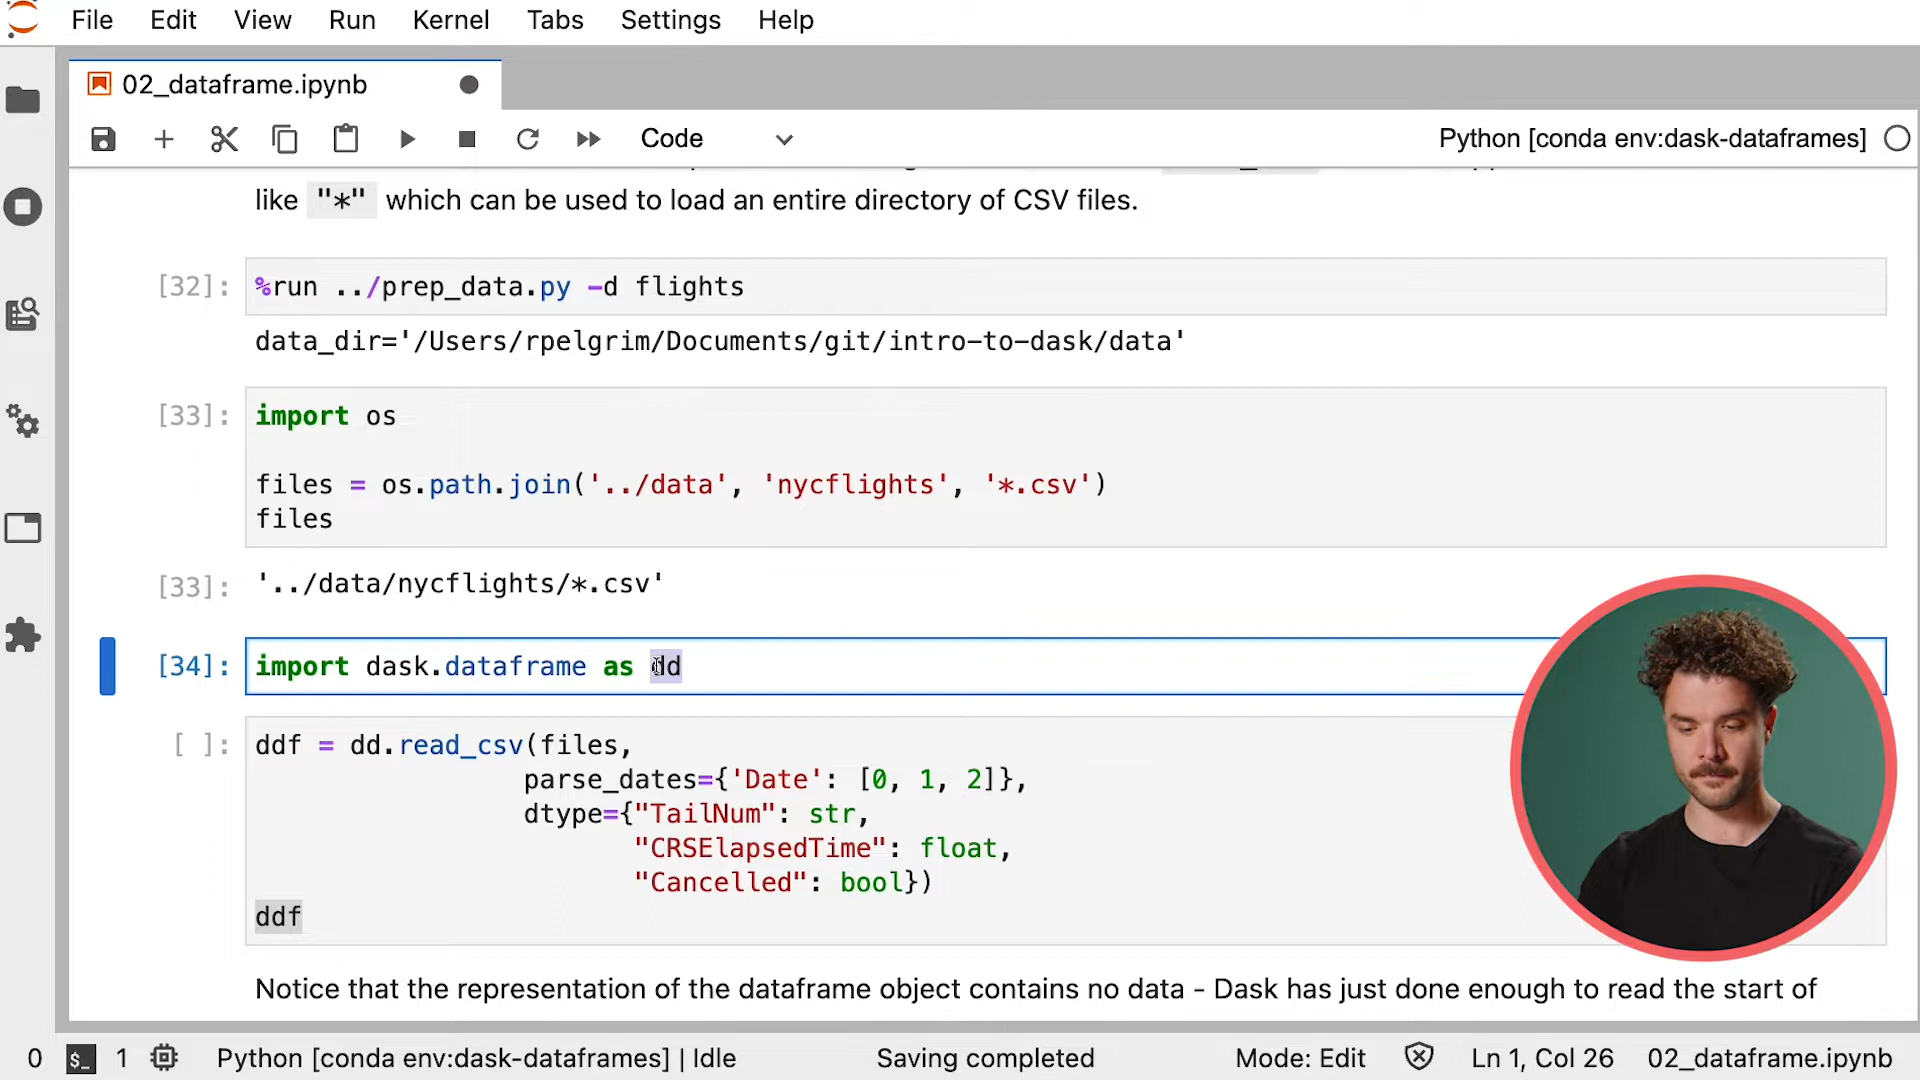 File Edit View Run Kernel Tabs Settings Help
02_dataframe.ipynb
Code
Python [conda env:dask-dataframes]
like "*" which can be used to load an entire directory of CSV files.
[32]: %run ../prep_data.py -d flights
data_dir='/Users/rpelgrim/Documents/git/intro-to-dask/data'
[33]: import os
files = os.path.join('../data', 'nycflights', '*.csv')
files
[33]: '../data/nycflights/*.csv'
[34]: import dask.dataframe as dd
[ ]: ddf = dd.read_csv(files,
parse_dates={'Date': [0, 1, 2]},
dtype={"TailNum": str,
"CRSElapsedTime": float,
"Cancelled": bool})
ddf
Notice that the representation of the dataframe object contains no data - Dask has just done enough to read the start of
0 $_ 1 Python [conda env:dask-dataframes] | Idle Saving completed Mode: Edit Ln 1, Col 26 02_dataframe.ipynb